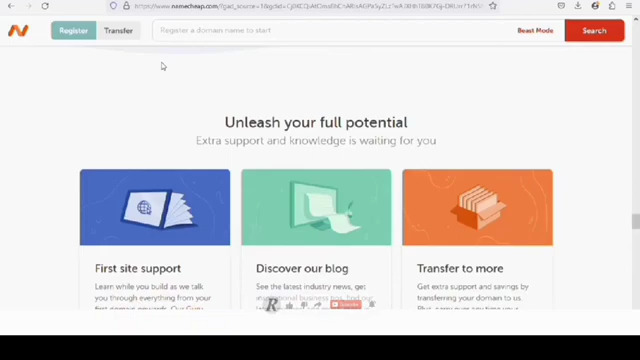 Register
Transfer
Register a domain name to start
Beast Mode
Search
Unleash your full potential
Extra support and knowledge is waiting for you
First site support
Learn while you build as we talk
you through everything from your
Discover our blog
See the latest industry news, get
Transfer to more
Get extra support and savings by
transferring your domain to us.